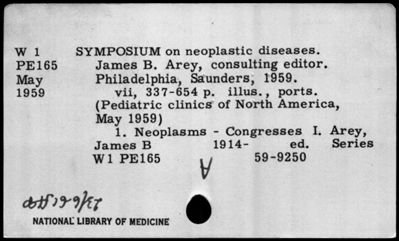 W 1 SYMPOSIUM on neoplastic diseases.
PE165 James B. Arey, consulting editor.
May Philadelphia, Saunders, 1959.
1959 vii, 337-654 p. illus., ports.
(Pediatric clinics of North America,
May 1959)
1. Neoplasms - Congresses I. Arey,
James B 1914- ed. Series
W1 PE165 59-9250
A
NATIONAL LIBRARY OF MEDICINE